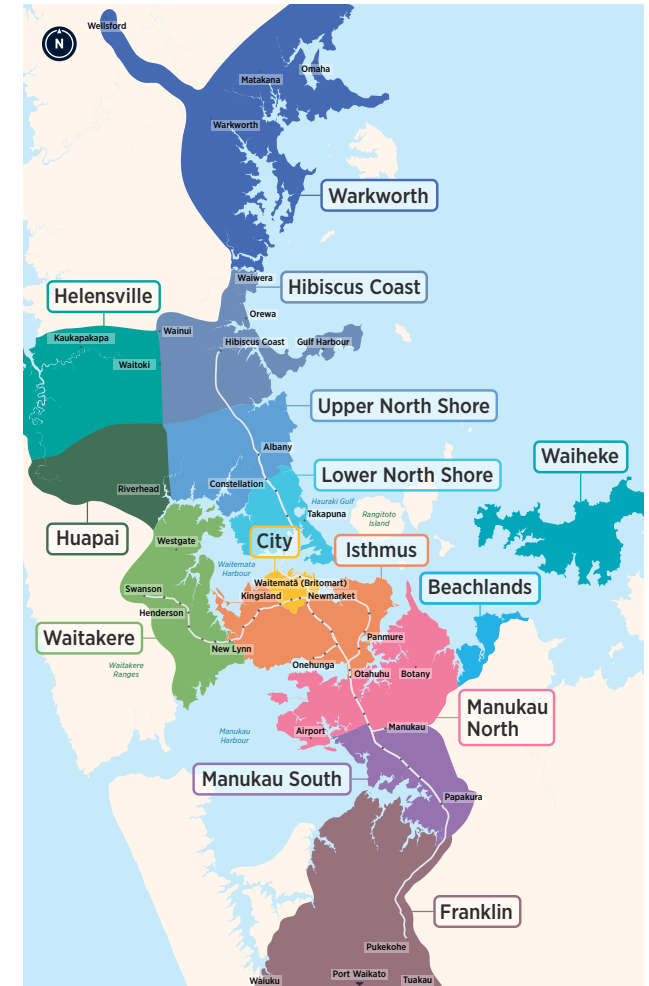 Wellsford
N
Omaha
Matakana
Warkworth
Warkworth
Waiwera
Hibiscus Coast
Helensville
Orewa
Wainui
Kaukapakapa
Hibiscus Coast
Gulf Harbour
Waitoki
Upper North Shore
Albany
Waiheke
Lower North Shore
Constellation
Riverhead
Hauraki Gulf
Takapuna
Rangitoto
Island
Huapai
Westgate
City
Isthmus
Waitemata
Harbour
Waitematā (Britomart)
Beachlands
Swanson
Kingsland
Newmarket
Henderson
Waitakere
Panmure
New Lynn
Onehunga
Waitakere
Ranges
Otahuhu
Botany
Manukau
North
Manukau
Harbour
Airport
Manukau
Manukau South
Papakura
Franklin
Pukekohe
Port Waikato
Waiuku
Tuakau